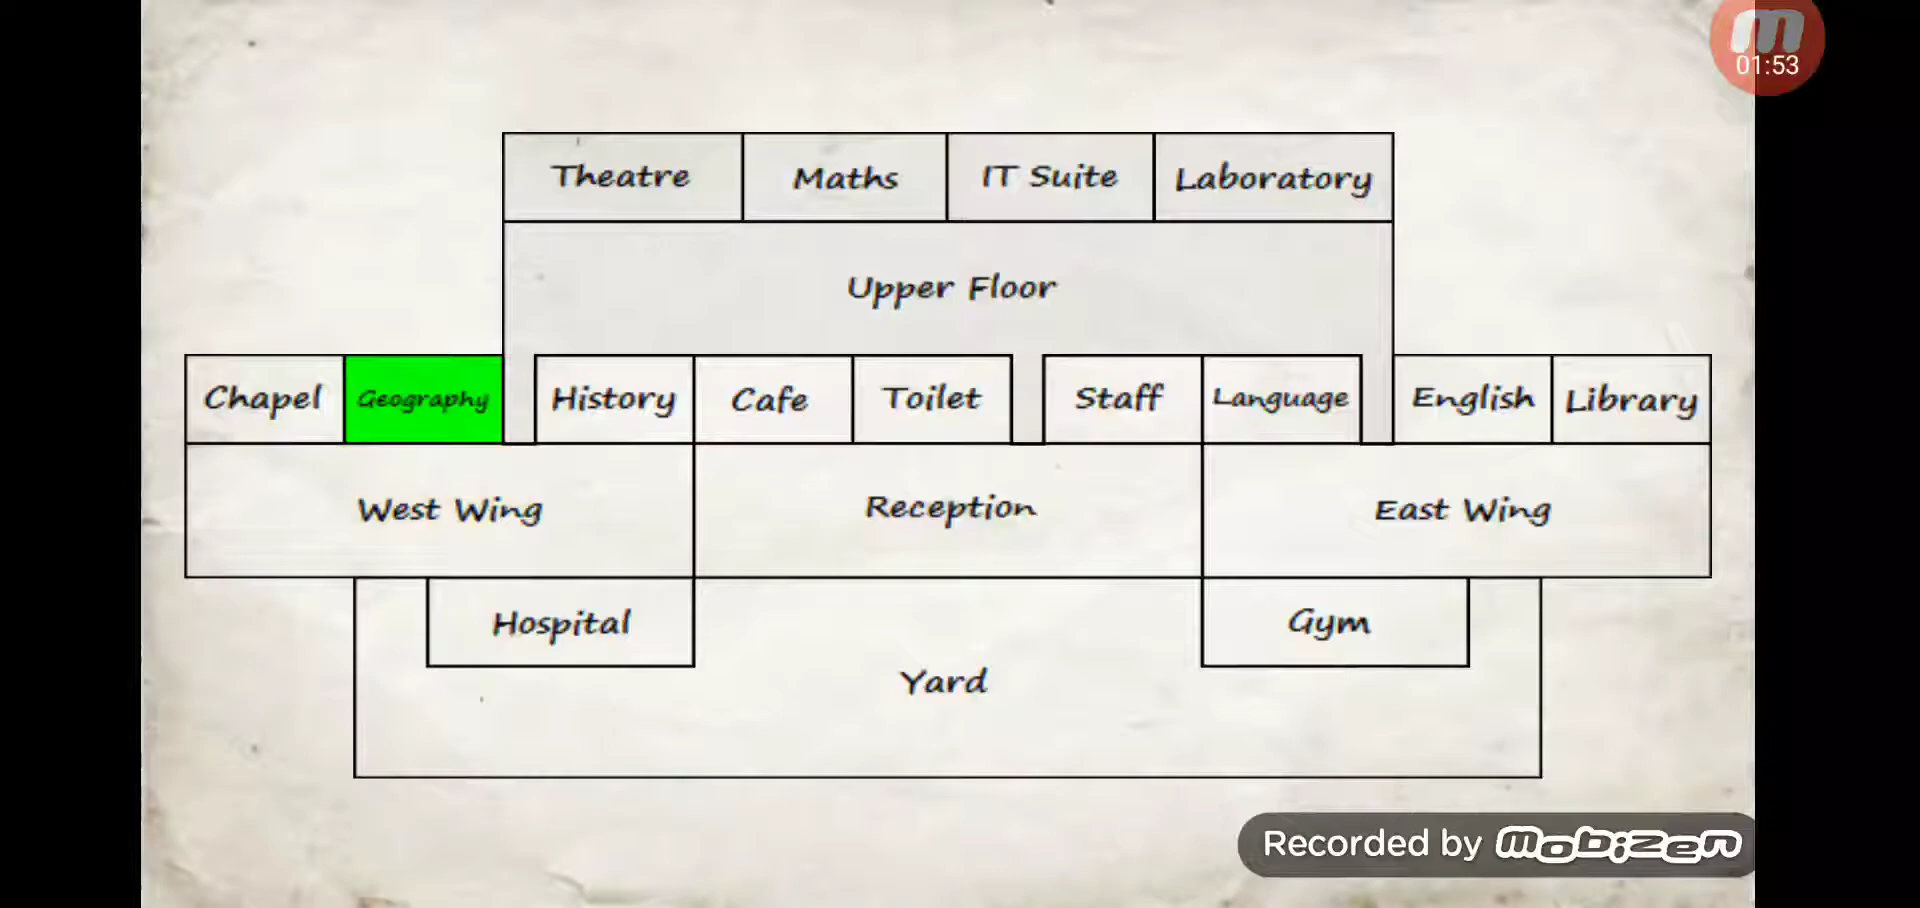 m
01:53
Theatre Maths IT Suite Laboratory
Upper Floor
Chapel Geography History Cafe Toilet Staff Language English Library
West Wing Reception East Wing
Hospital Gym
Yard
Recorded by mobizen